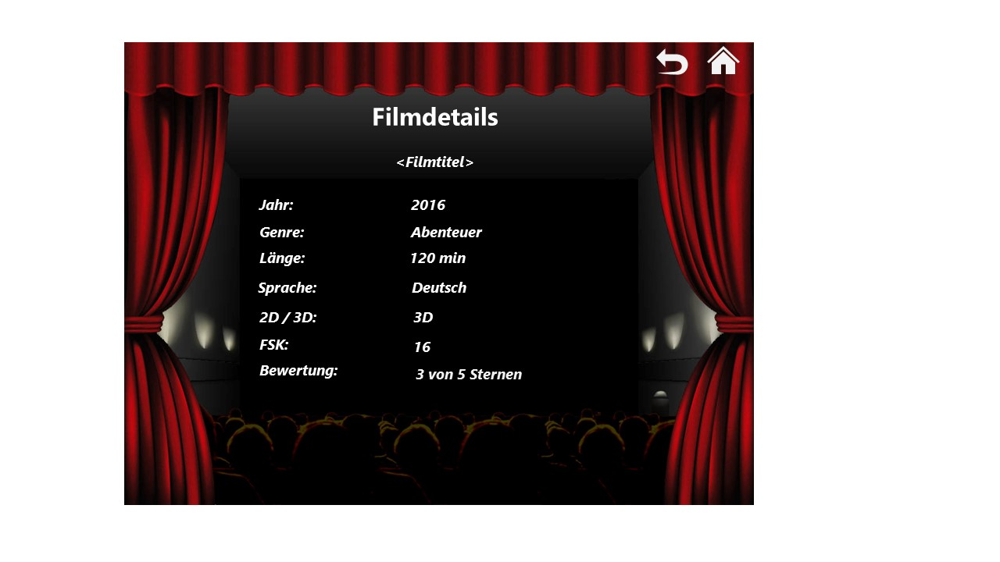 Filmdetails
<Filmtitel>
Jahr: 2016
Genre: Abenteuer
Länge: 120 min
Sprache: Deutsch
2D / 3D: 3D
FSK: 16
Bewertung: 3 von 5 Sternen